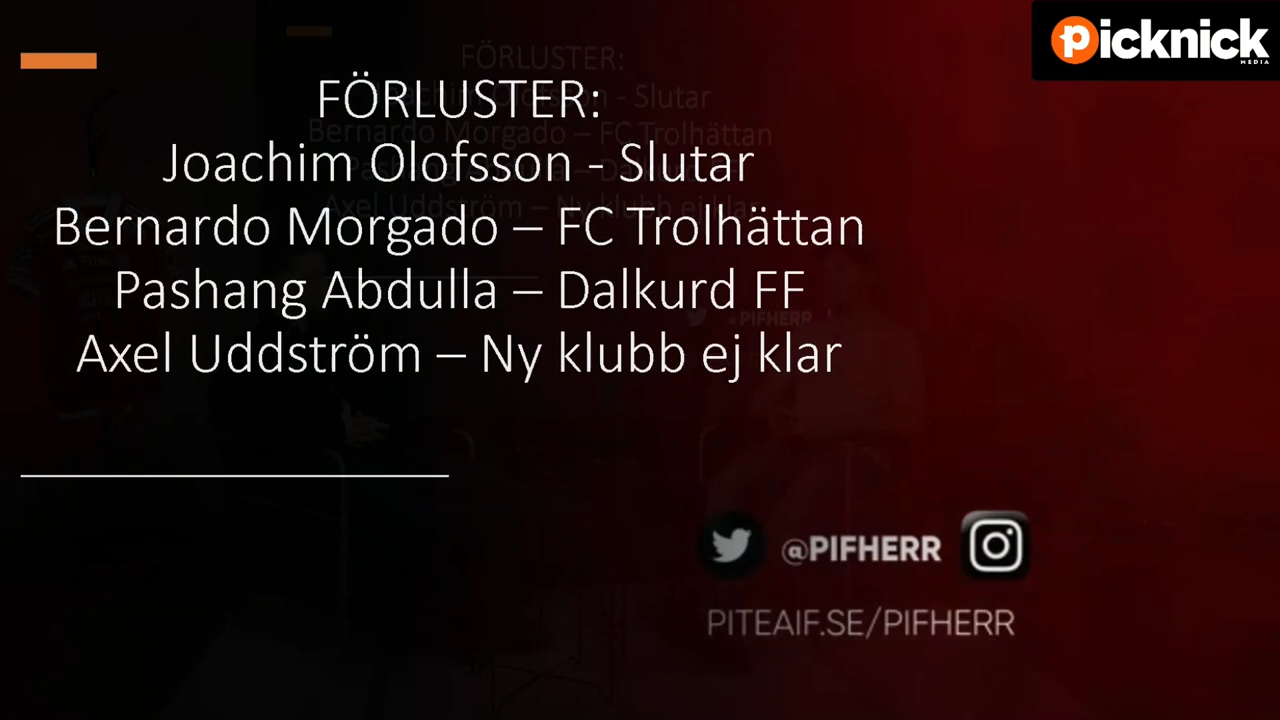 picknick
MEDIA
FÖRLUSTER:
Joachim Olofsson - Slutar
Bernardo Morgado – FC Trolhättan
Pashang Abdulla – Dalkurd FF
Axel Uddström – Ny klubb ej klar
@PIFHERR
PITEAIF.SE/PIFHERR